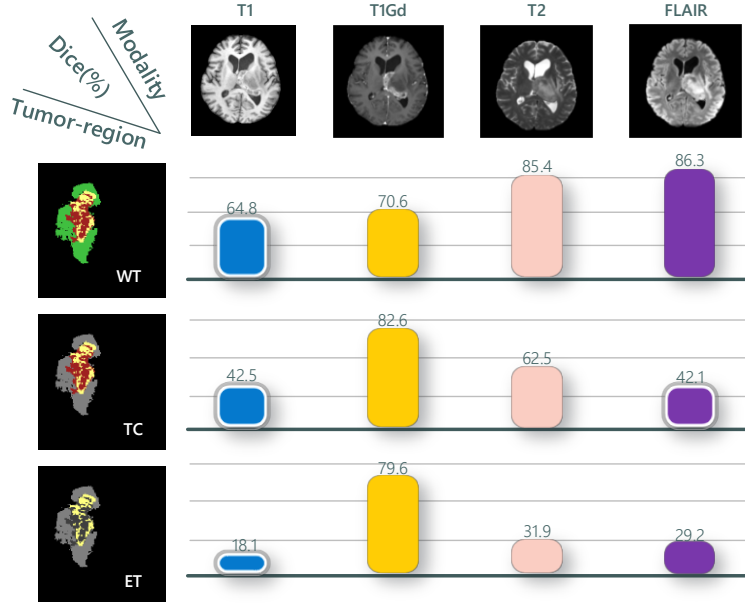 T1 T1Gd T2 FLAIR
Modality
Dice(%)
Tumor-region
64.8 70.6 85.4 86.3
WT
42.5 82.6 62.5 42.1
TC
18.1 79.6 31.9 29.2
ET